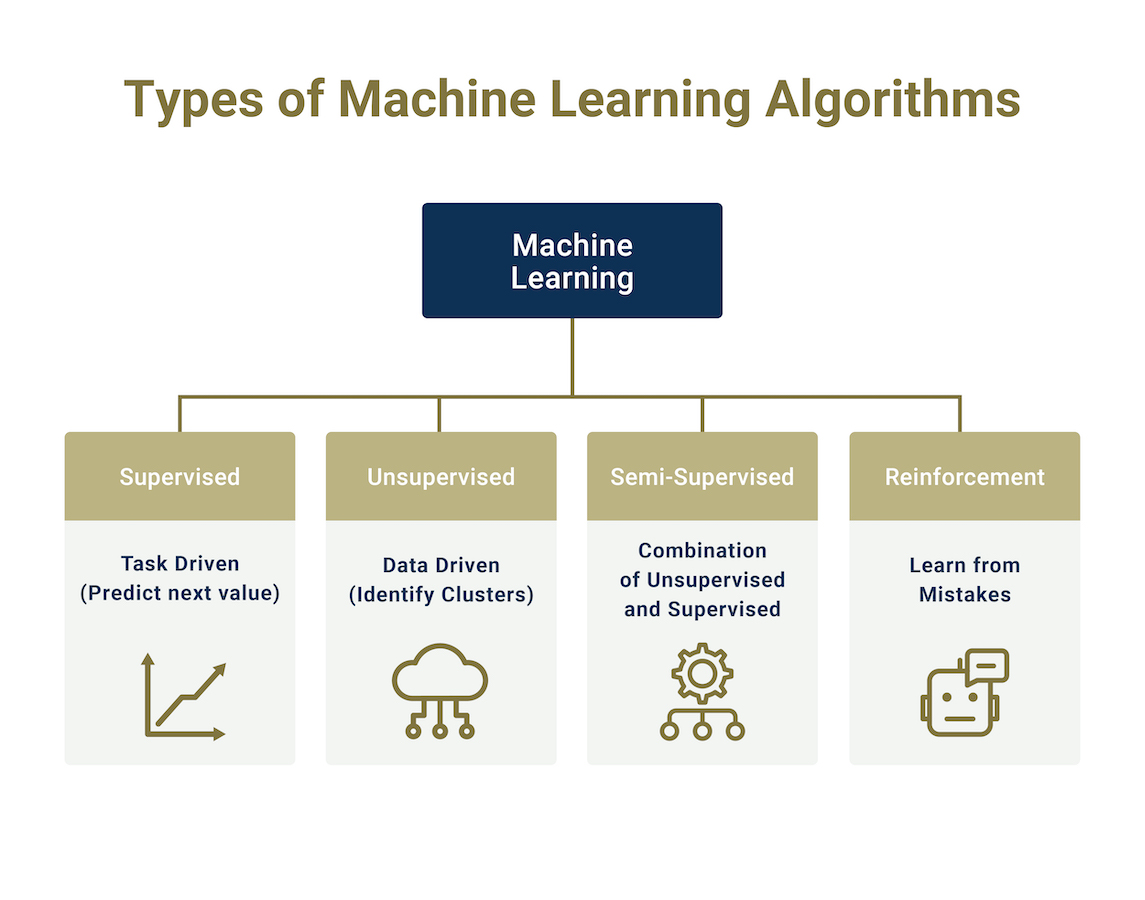 Types of Machine Learning Algorithms
Machine
Learning
Supervised
Task Driven
(Predict next value)
Unsupervised
Data Driven
(Identify Clusters)
Semi-Supervised
Combination
of Unsupervised
and Supervised
Reinforcement
Learn from
Mistakes